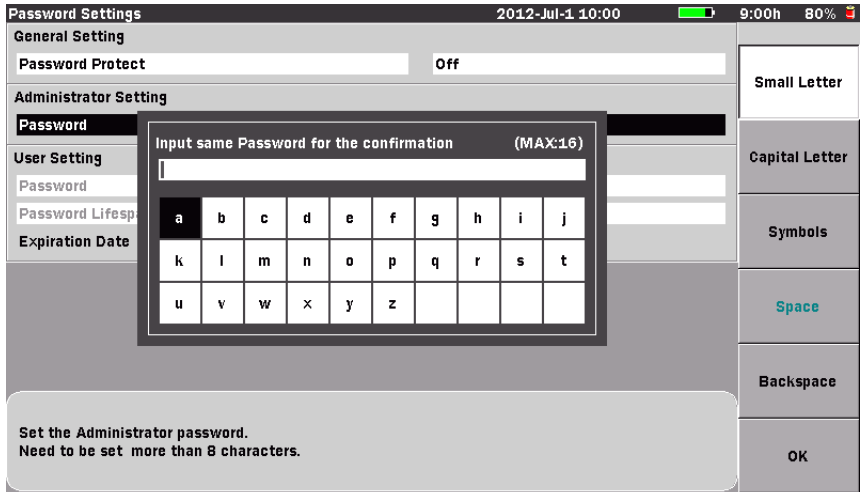 Password Settings 2012-Jul-1 10:00 9:00h 80%
General Setting
Password Protect Off
Administrator Setting
Password
User Setting
Password
Password Lifesp
Expiration Date
Input same Password for the confirmation (MAX:16)
a b c d e f g h i j
k l m n o p q r s t
u v w x y z
Small Letter
Capital Letter
Symbols
Space
Backspace
OK
Set the Administrator password.
Need to be set more than 8 characters.